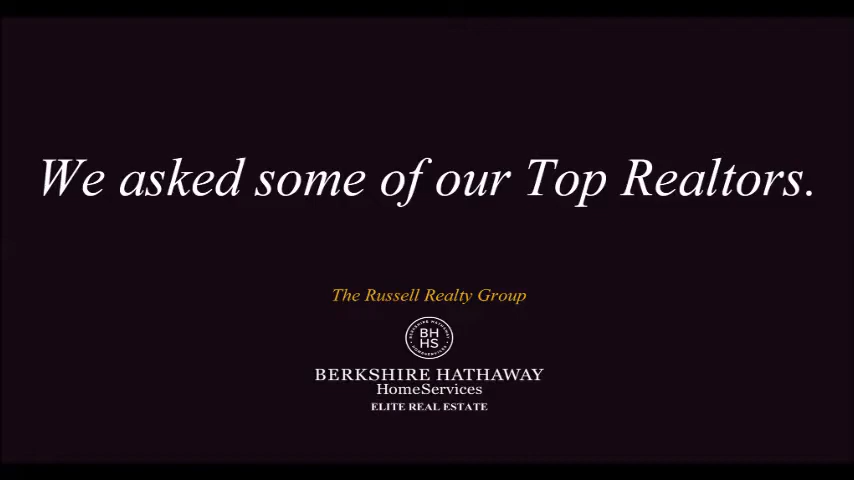 We asked some of our Top Realtors.
The Russell Realty Group
BH
HS
BERKSHIRE HATHAWAY
HomeServices
ELITE REAL ESTATE